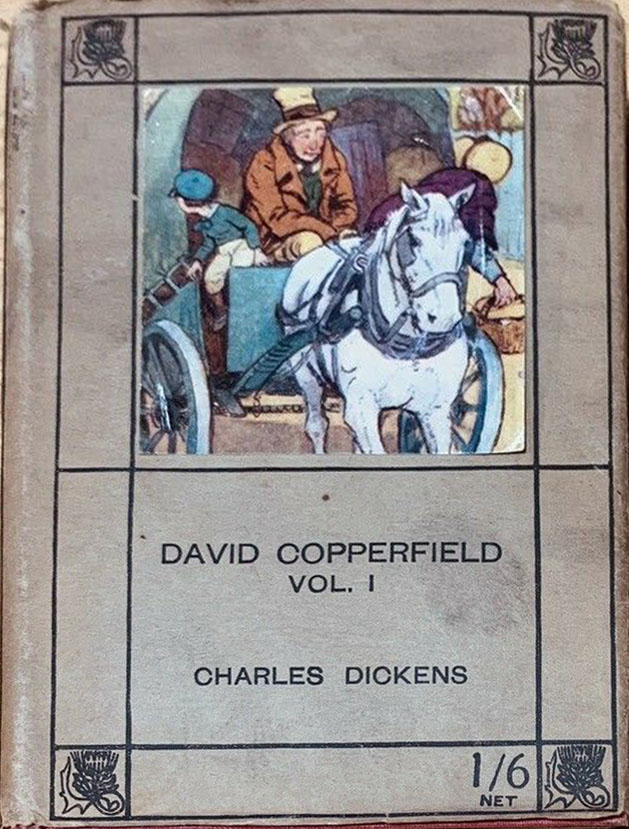 DAVID COPPERFIELD
VOL. I
CHARLES DICKENS
1/6
NET